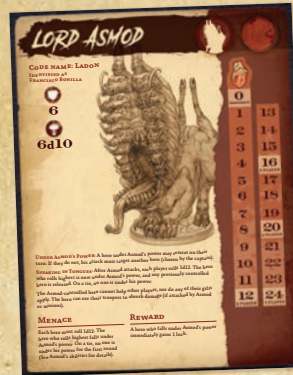 LORD ASMOD
CODE NAME: LADON
IDENTIFIED AS
FRANCISCO BONILLA
6
6d10
UNDER ASMOD'S POWER: A hero under Asmod's power may attack on their
turn. If they do not, his attack must target another hero (chosen by the captain).
SPEAKING IN TONGUES: After Asmod attacks, each player rolls 1d12. The hero
who rolls highest is now under Asmod's power, and any previously controlled
hero is released. On a tie, no one is under his power.
The Asmod-controlled hero cannot help other players, nor do any of their gifts
apply. The hero can use their troopers to absorb damage (if attacked by Asmod
or minions).
MENACE
Each hero must roll 1d12. The
hero who rolls highest falls under
Asmod's power. On a tie, no one is
under his power for the first round
(See Asmod's abilities for details).
REWARD
A hero who falls under Asmod's power
immediately gains 1 luck.
0
1 13
2 14
3 15
4 16
4 PLAYERS
5 17
6 18
7 19
8 20
5 PLAYERS
9 21
10 22
11 23
12 24